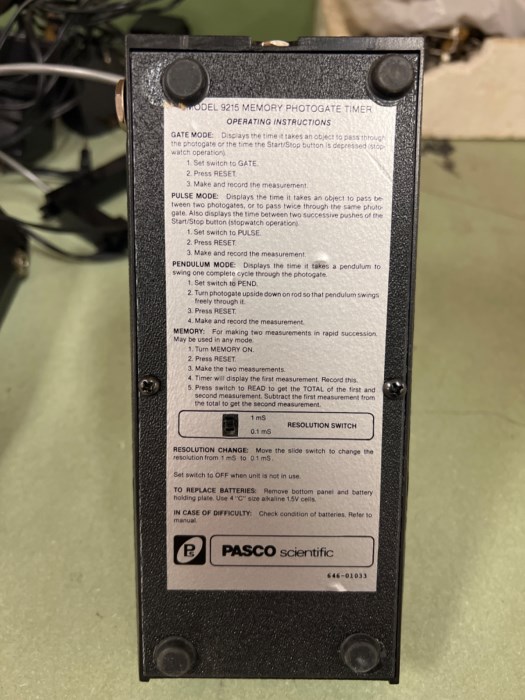 MODEL 9215 MEMORY PHOTOGATE TIMER
OPERATING INSTRUCTIONS
GATE MODE: Displays the time it takes an object to pass through
the photogate or the time the Start/Stop button is depressed (stop-
watch operation)
1. Set switch to GATE.
2. Press RESET
3. Make and record the measurement
PULSE MODE: Displays the time it takes an object to pass be-
tween two photogates, or to pass twice through the same photo-
gate. Also displays the time between two successive pushes of the
Start/Stop button (stopwatch operation)
1. Set switch to PULSE.
2. Press RESET
3. Make and record the measurement
PENDULUM MODE: Displays the time it takes a pendulum to
swing one complete cycle through the photogate.
1. Set switch to PEND.
2. Turn photogate upside down on rod so that pendulum swings
freely through it.
3. Press RESET.
4. Make and record the measurement.
MEMORY: For making two measurements in rapid succession.
May be used in any mode.
1. Turn MEMORY ON.
2. Press RESET.
3. Make the two measurements.
4. Timer will display the first measurement. Record this.
5. Press switch to READ to get the TOTAL of the first and
second measurement. Subtract the first measurement from
the total to get the second measurement.
1 mS
RESOLUTION SWITCH
0.1 mS
RESOLUTION CHANGE: Move the slide switch to change the
resolution from 1 mS to 0.1 mS.
Set switch to OFF when unit is not in use.
TO REPLACE BATTERIES: Remove bottom panel and battery
holding plate. Use 4 "C" size alkaline 1.5V cells.
IN CASE OF DIFFICULTY: Check condition of batteries. Refer to
manual.
Ps PASCO scientific
646-01033